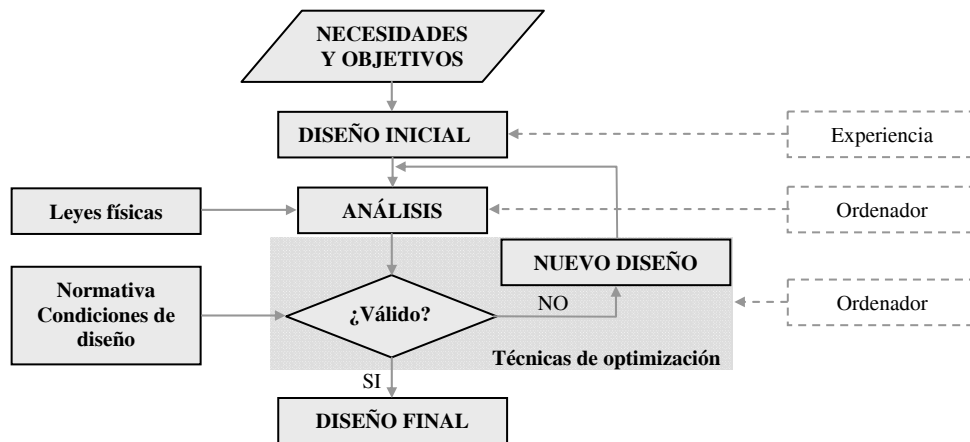 NECESIDADES
Y OBJETIVOS
DISEÑO INICIAL
Experiencia
Leyes físicas
ANÁLISIS
Ordenador
NUEVO DISEÑO
Normativa
Condiciones de
diseño
¿Válido?
NO
Ordenador
Técnicas de optimización
SI
DISEÑO FINAL